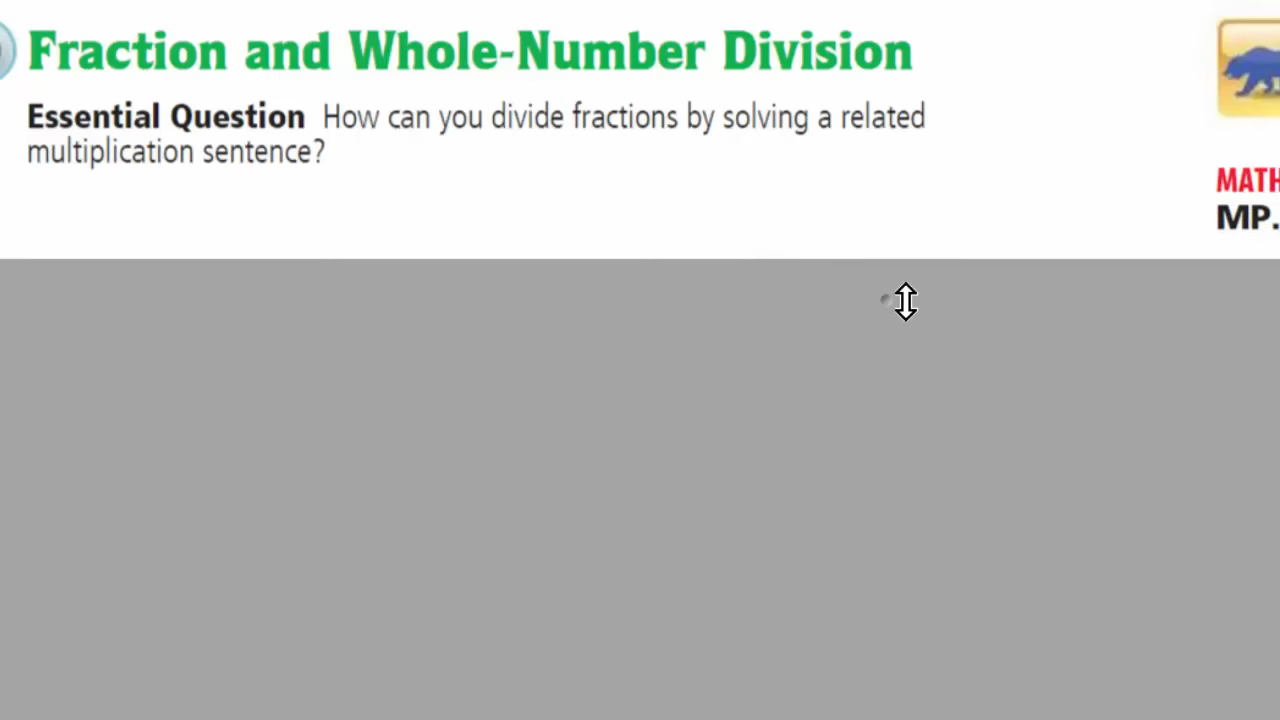 Fraction and Whole-Number Division
Essential Question How can you divide fractions by solving a related
multiplication sentence?
MATH
MP.